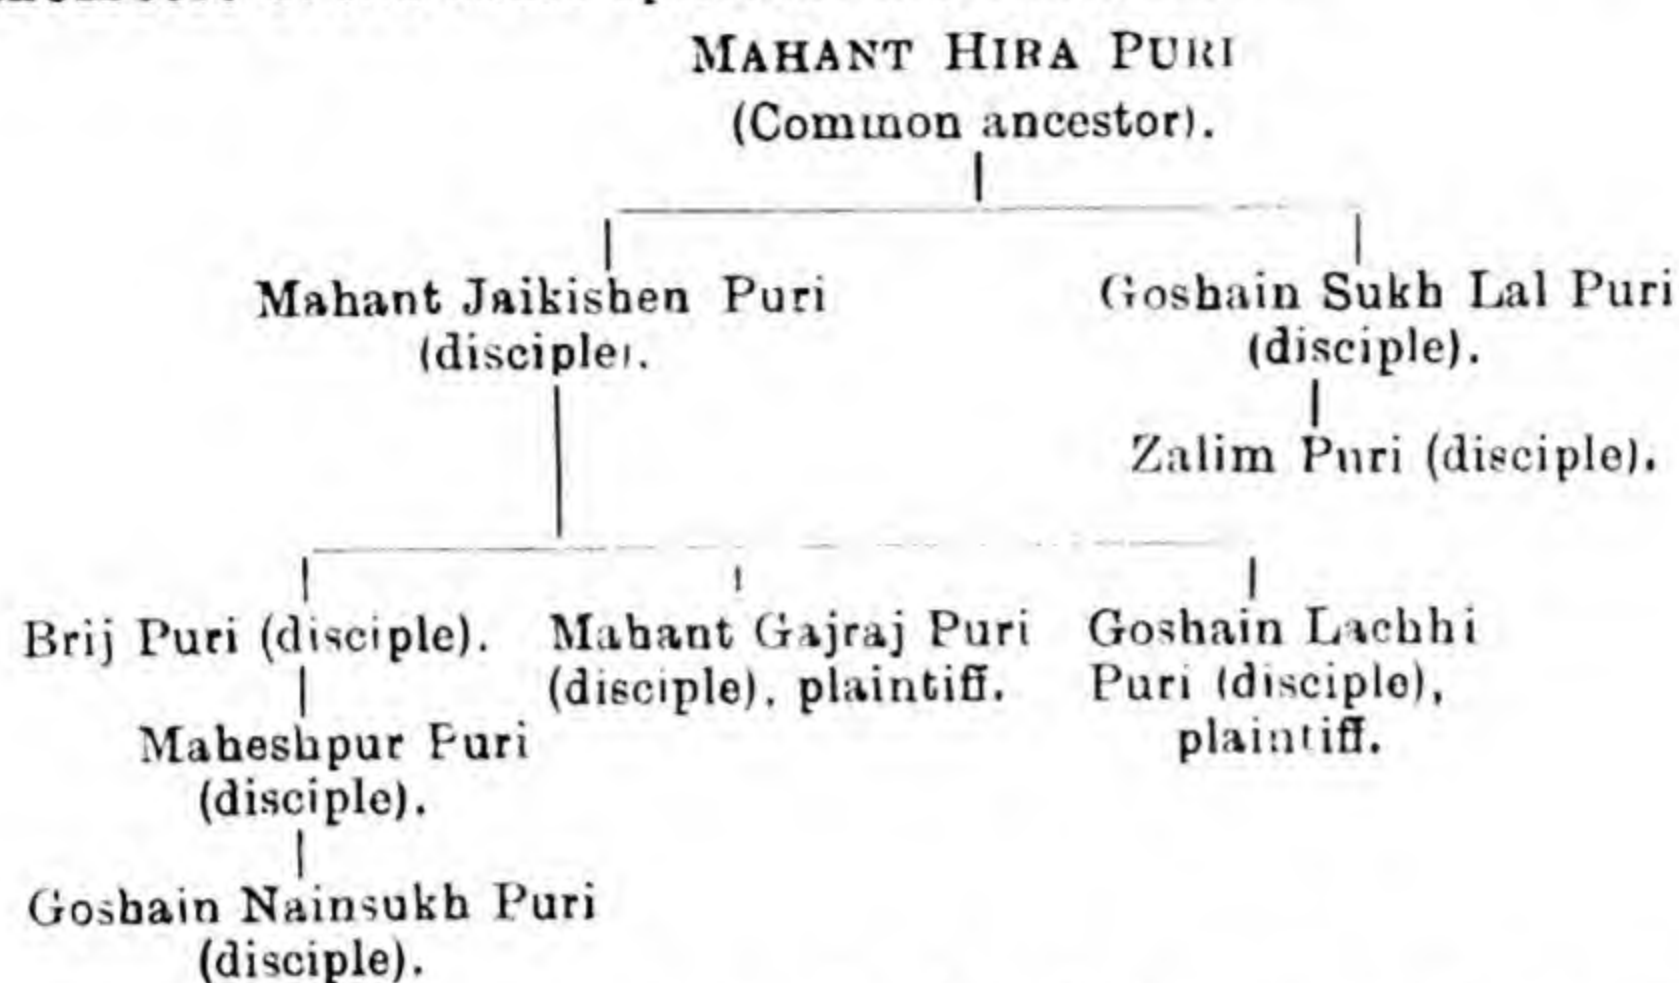 MAHANT HIRA PURI
(Common ancestor).
Mahant Jaikishen Puri
(disciple).
Goshain Sukh Lal Puri
(disciple).
Zalim Puri (disciple).
Brij Puri (disciple).
Mahant Gajraj Puri
(disciple), plaintiff.
Goshain Lachhi
Puri (disciple),
plaintiff.
Maheshpur Puri
(disciple).
Goshain Nainsukh Puri
(disciple).